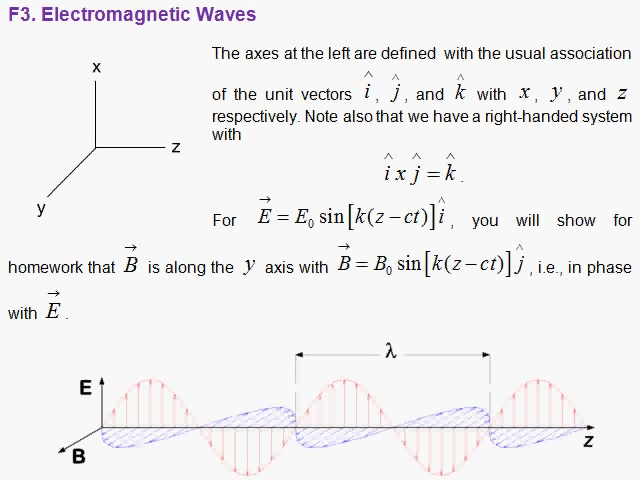 F3. Electromagnetic Waves
x
z
y
The axes at the left are defined with the usual association
of the unit vectors î, ĵ, and k̂ with x, y, and z
respectively. Note also that we have a right-handed system
with
î x ĵ = k̂.
For E⃗ = E₀ sin[k(z−ct)]î, you will show for
homework that B⃗ is along the y axis with B⃗ = B₀ sin[k(z−ct)]ĵ, i.e., in phase
with E⃗.
λ
E
B
z